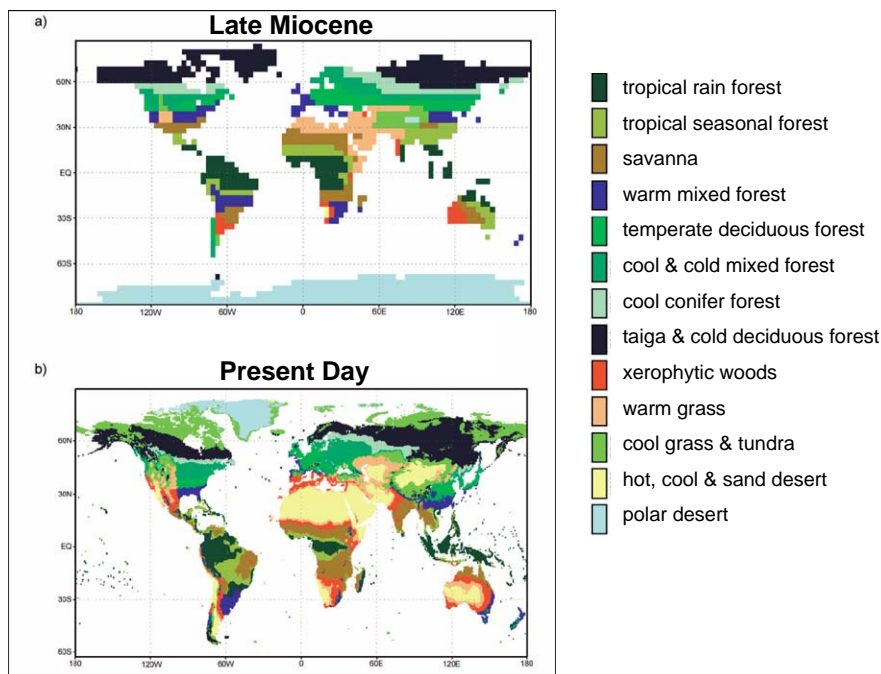 a)
Late Miocene
60N
30N
EQ
30S
60S
180 120W 60W 0 60E 120E 180
b)
Present Day
60N
30N
EQ
30S
60S
180 120W 60W 0 60E 120E 180
tropical rain forest
tropical seasonal forest
savanna
warm mixed forest
temperate deciduous forest
cool & cold mixed forest
cool conifer forest
taiga & cold deciduous forest
xerophytic woods
warm grass
cool grass & tundra
hot, cool & sand desert
polar desert